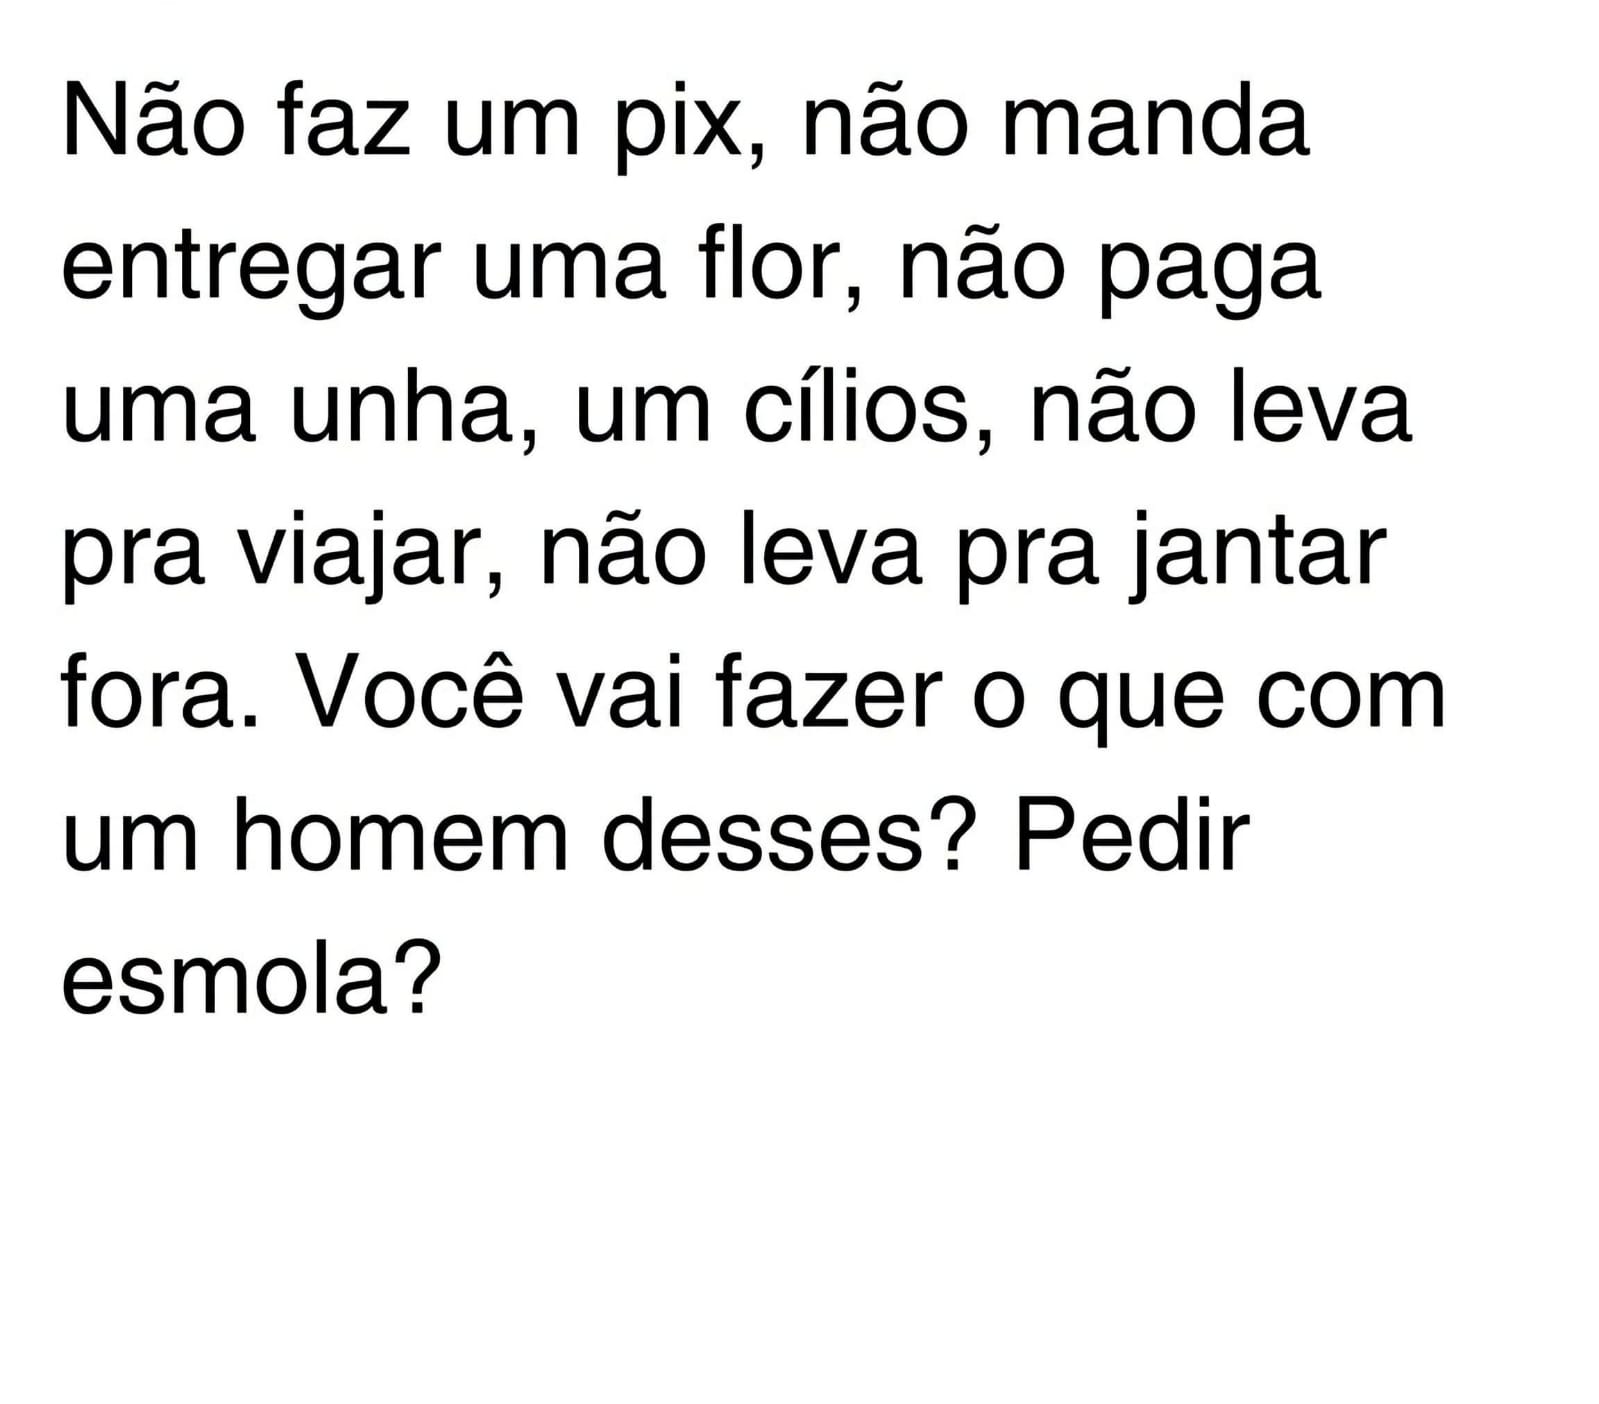 Não faz um pix, não manda
entregar uma flor, não paga
uma unha, um cílios, não leva
pra viajar, não leva pra jantar
fora. Você vai fazer o que com
um homem desses? Pedir
esmola?